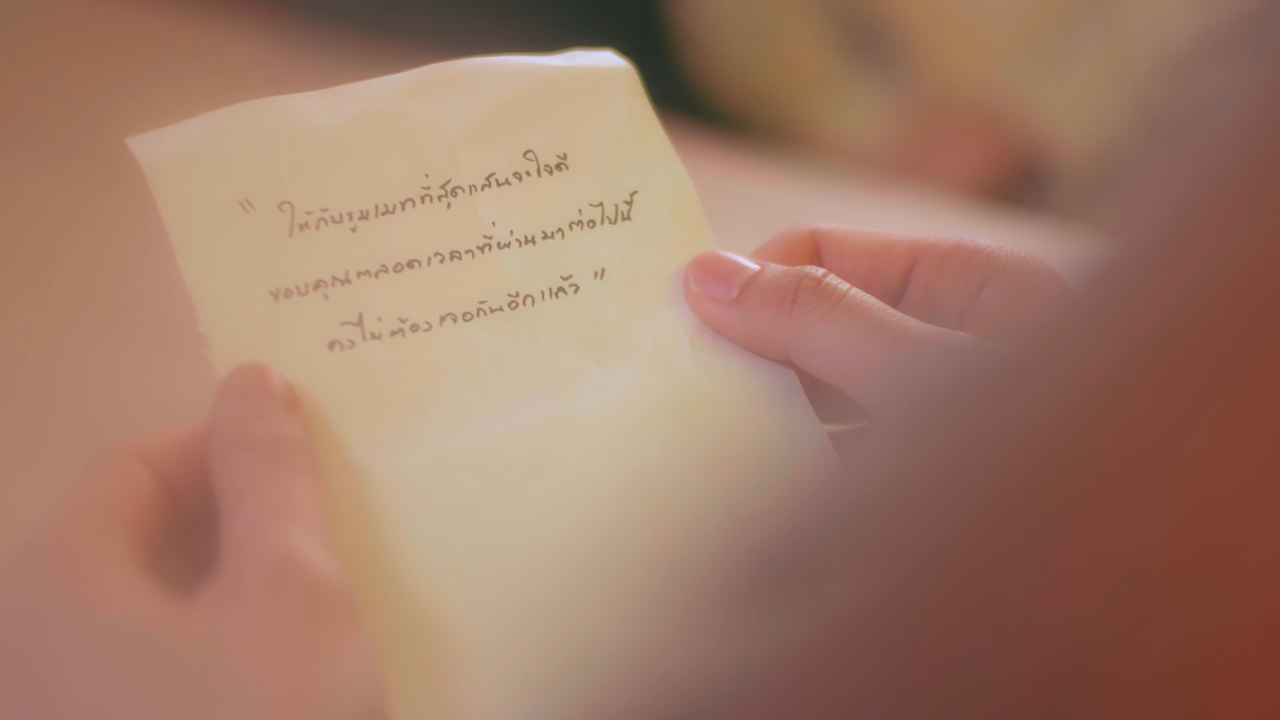 " ให้กับรูมเมทที่สุดแสนจะใจดี
ขอบคุณตลอดเวลาที่ผ่านมาต่อไปนี้
คงไม่ต้องเจอกันอีกแล้ว "